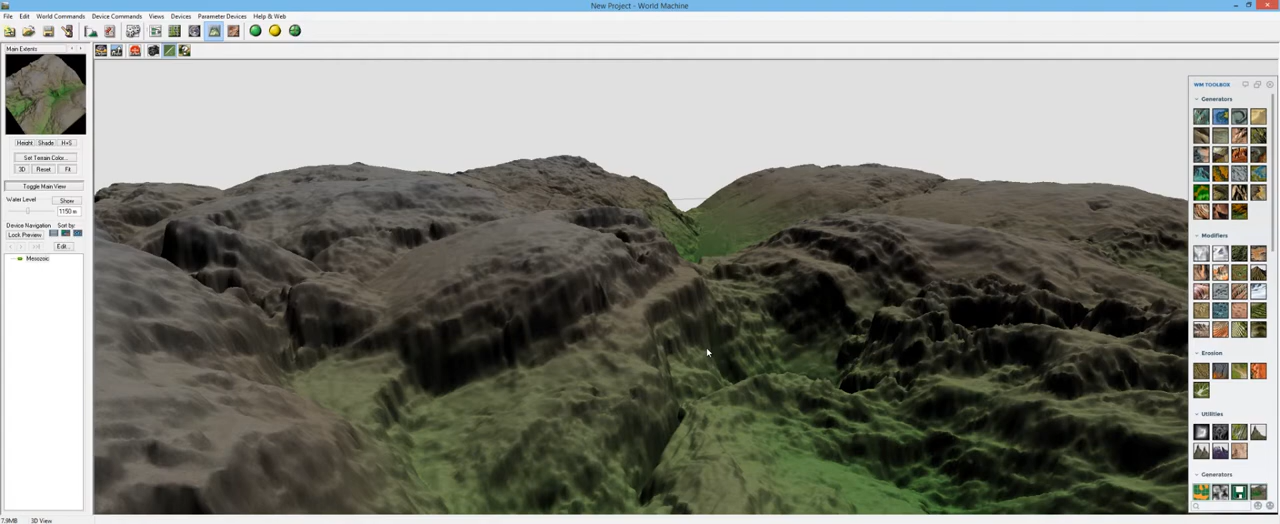 New Project - World Machine
File Edit World Commands Device Commands Views Devices Parameter Devices Help & Web
Main Extents
Height Shade H+S
Set Terrain Color...
3D Reset Fit
Toggle Main View
Water Level Show
1150 m
Device Navigation Sort by
Lock Preview
Edit...
Mesozoic
WM TOOLBOX
Generators
Modifiers
Erosion
Utilities
Generators
7.9MB 3D View